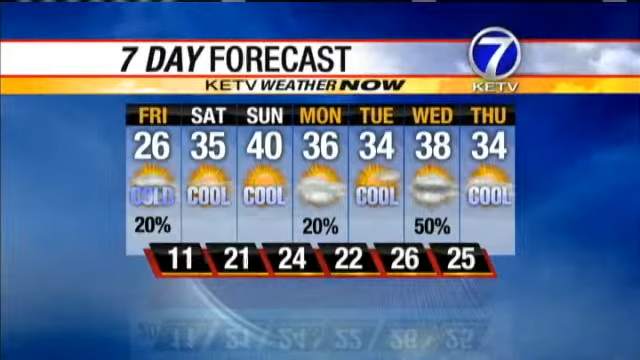 7 DAY FORECAST
7
KETV
KETV WEATHER NOW
FRI SAT SUN MON TUE WED THU
26 35 40 36 34 38 34
COLD COOL COOL COOL COOL
20% 20% 50%
11 21 24 22 26 25